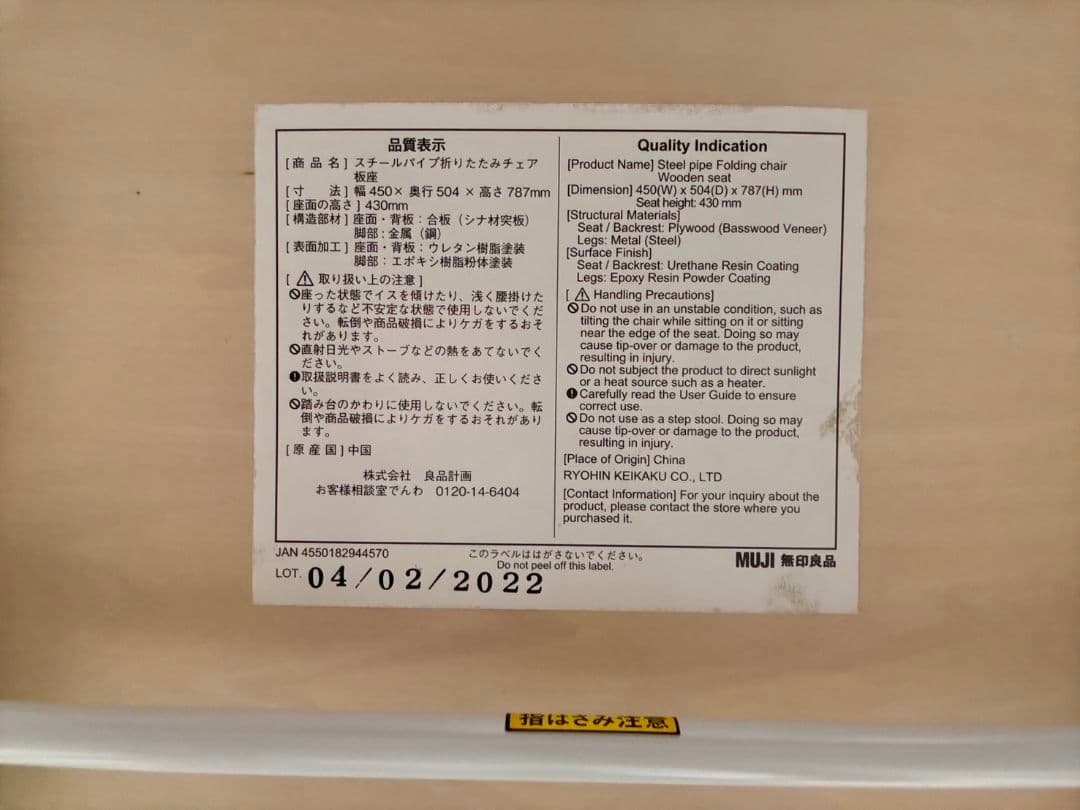 品質表示
[商品名] スチールパイプ折りたたみチェア
板座
[寸 法] 幅 450× 奥行 504 × 高さ 787mm
[座面の高さ] 430mm
[構造部材] 座面・背板：合板（シナ材突板）
脚部：金属（鋼）
[表面加工] 座面・背板：ウレタン樹脂塗装
脚部：エポキシ樹脂粉体塗装
[ ⚠ 取り扱い上の注意 ]
座った状態でイスを傾けたり、浅く腰掛けた
りするなど不安定な状態で使用しないでくだ
さい。転倒や商品破損によりケガをするおそ
れがあります。
直射日光やストーブなどの熱をあてないでく
ださい。
取扱説明書をよく読み、正しくお使いくださ
い。
踏み台のかわりに使用しないでください。転
倒や商品破損によりケガをするおそれがあり
ます。
[原産国] 中国
株式会社 良品計画
お客様相談室でんわ 0120-14-6404
Quality Indication
[Product Name] Steel pipe Folding chair
Wooden seat
[Dimension] 450(W) x 504(D) x 787(H) mm
Seat height: 430 mm
[Structural Materials]
Seat / Backrest: Plywood (Basswood Veneer)
Legs: Metal (Steel)
[Surface Finish]
Seat / Backrest: Urethane Resin Coating
Legs: Epoxy Resin Powder Coating
[ ⚠ Handling Precautions]
Do not use in an unstable condition, such as
tilting the chair while sitting on it or sitting
near the edge of the seat. Doing so may
cause tip-over or damage to the product,
resulting in injury.
Do not subject the product to direct sunlight
or a heat source such as a heater.
Carefully read the User Guide to ensure
correct use.
Do not use as a step stool. Doing so may
cause tip-over or damage to the product,
resulting in injury.
[Place of Origin] China
RYOHIN KEIKAKU CO., LTD
[Contact Information] For your inquiry about the
product, please contact the store where you
purchased it.
JAN 4550182944570
このラベルははがさないでください。
Do not peel off this label.
MUJI 無印良品
LOT. 04/02/2022
指はさみ注意